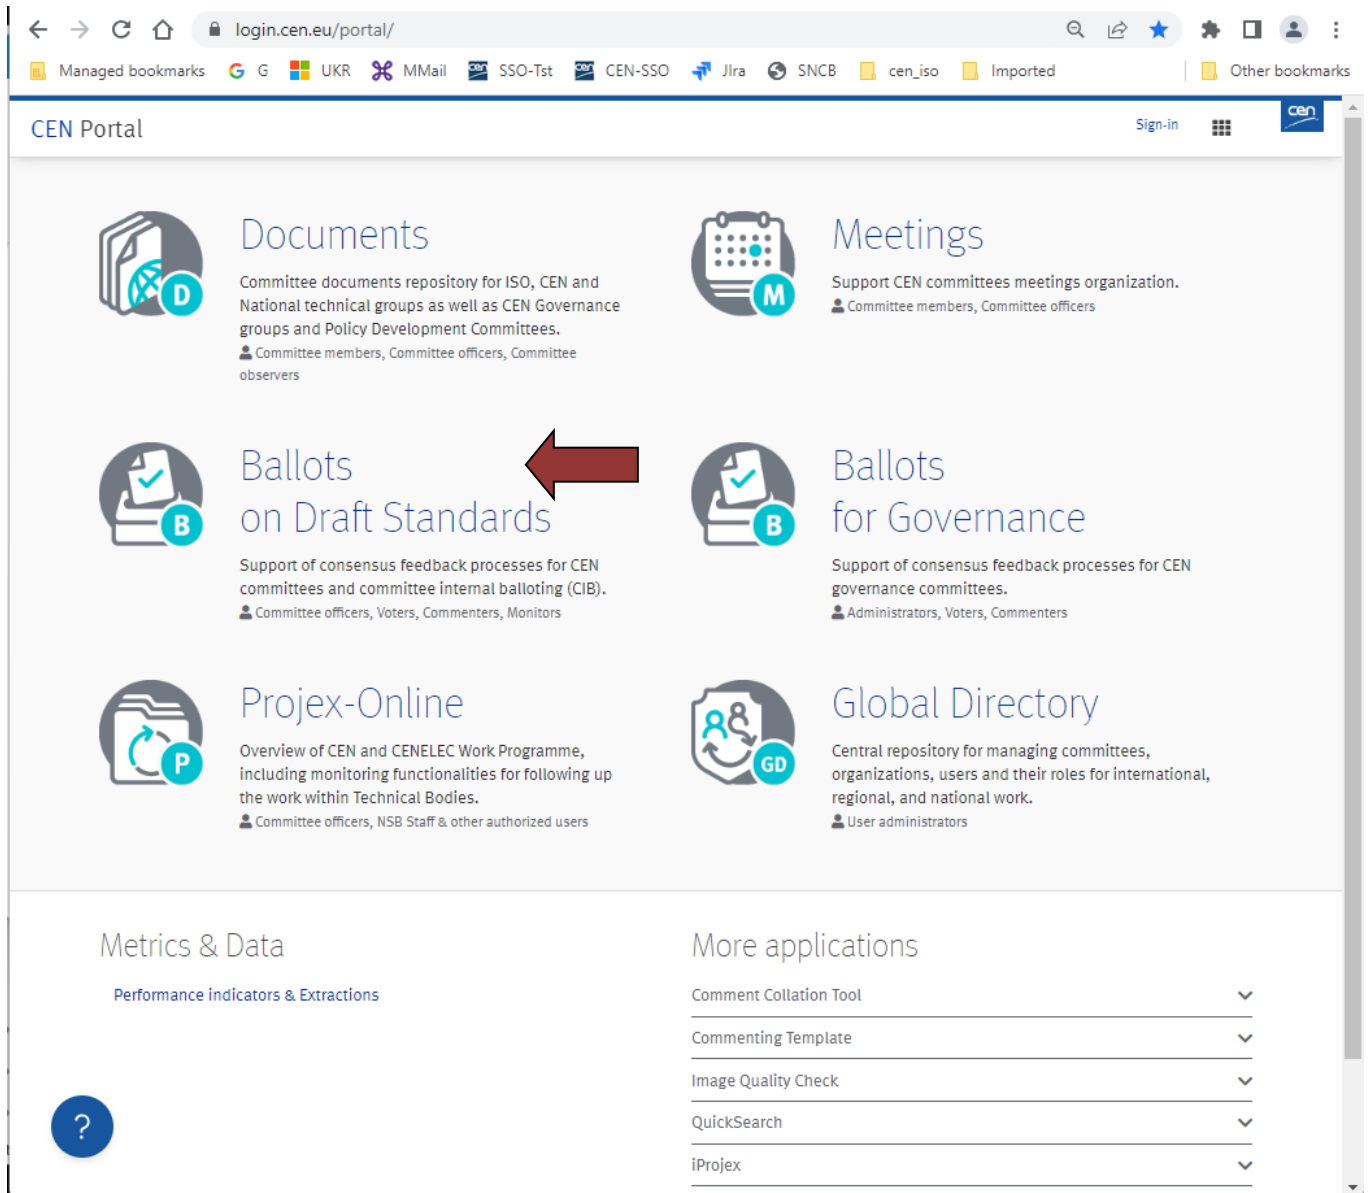 login.cen.eu/portal/
Managed bookmarks G G UKR MMail SSO-Tst CEN-SSO JIra SNCB cen_iso Imported Other bookmarks
CEN Portal Sign-in cen
Documents
Committee documents repository for ISO, CEN and
National technical groups as well as CEN Governance
groups and Policy Development Committees.
Committee members, Committee officers, Committee
observers
D
Meetings
Support CEN committees meetings organization.
Committee members, Committee officers
M
Ballots
on Draft Standards
Support of consensus feedback processes for CEN
committees and committee internal balloting (CIB).
Committee officers, Voters, Commenters, Monitors
B
Ballots
for Governance
Support of consensus feedback processes for CEN
governance committees.
Administrators, Voters, Commenters
B
Projex-Online
Overview of CEN and CENELEC Work Programme,
including monitoring functionalities for following up
the work within Technical Bodies.
Committee officers, NSB Staff & other authorized users
P
Global Directory
Central repository for managing committees,
organizations, users and their roles for international,
regional, and national work.
User administrators
GD
Metrics & Data
Performance indicators & Extractions
More applications
Comment Collation Tool
Commenting Template
Image Quality Check
QuickSearch
iProjex
?